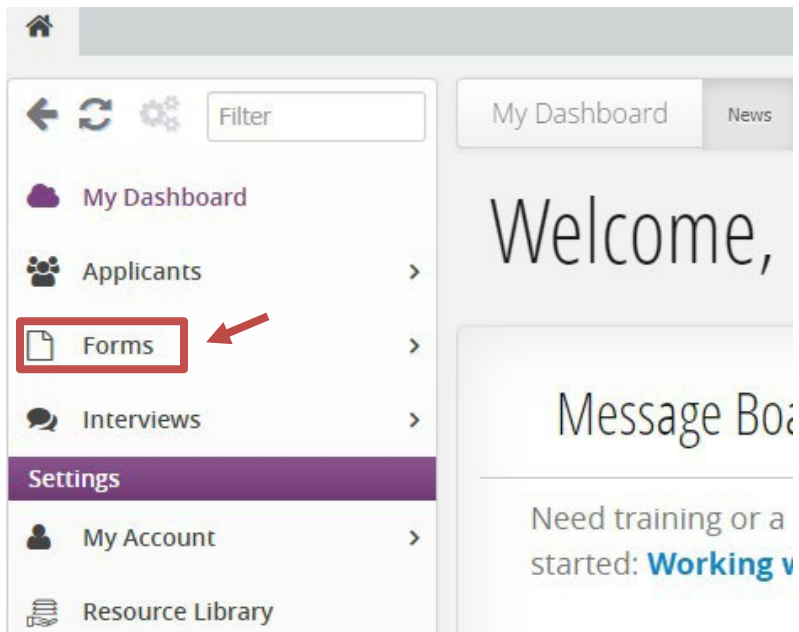 Filter
My Dashboard
Applicants
Forms
Interviews
Settings
My Account
Resource Library
My Dashboard News
Welcome,
Message Boa
Need training or a
started: Working w